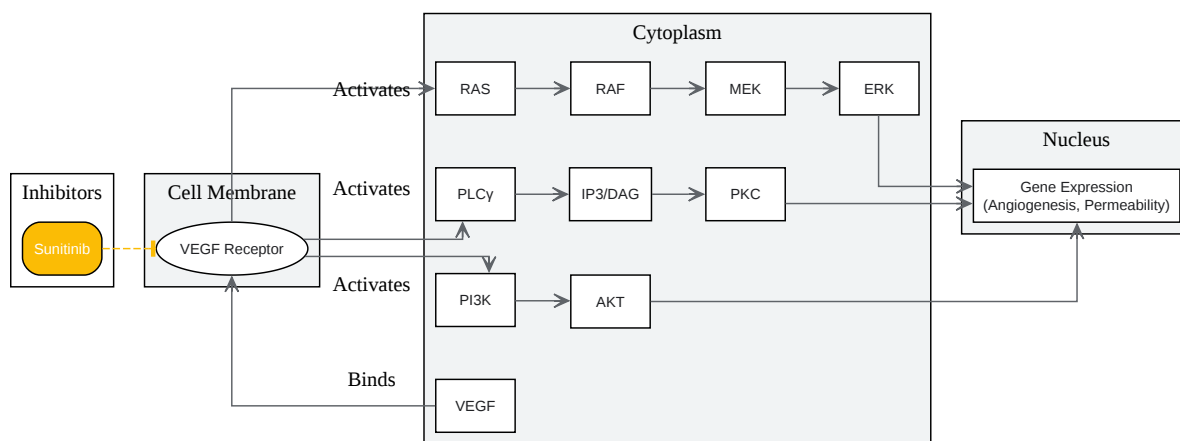 Cytoplasm
Activates
RAS
RAF
MEK
ERK
Nucleus
Inhibitors
Cell Membrane
Activates
PLCγ
IP3/DAG
PKC
Gene Expression
(Angiogenesis, Permeability)
Sunitinib
VEGF Receptor
Activates
PI3K
AKT
Binds
VEGF